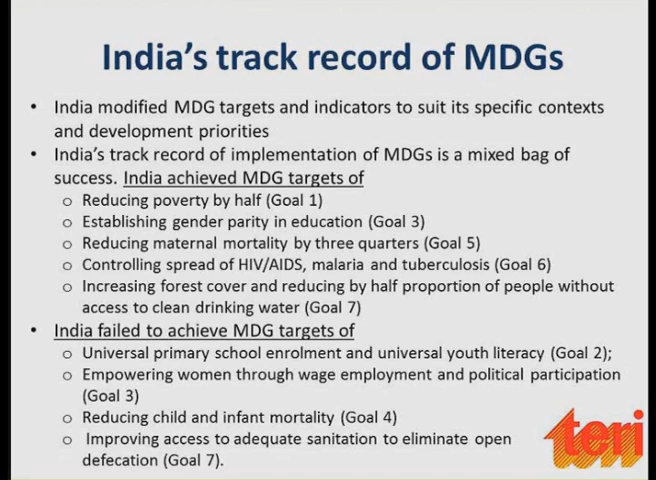 India's track record of MDGs
• India modified MDG targets and indicators to suit its specific contexts
and development priorities
• India's track record of implementation of MDGs is a mixed bag of
success. India achieved MDG targets of
o Reducing poverty by half (Goal 1)
o Establishing gender parity in education (Goal 3)
o Reducing maternal mortality by three quarters (Goal 5)
o Controlling spread of HIV/AIDS, malaria and tuberculosis (Goal 6)
o Increasing forest cover and reducing by half proportion of people without
access to clean drinking water (Goal 7)
• India failed to achieve MDG targets of
o Universal primary school enrolment and universal youth literacy (Goal 2);
o Empowering women through wage employment and political participation
(Goal 3)
o Reducing child and infant mortality (Goal 4)
o Improving access to adequate sanitation to eliminate open
defecation (Goal 7).
teri